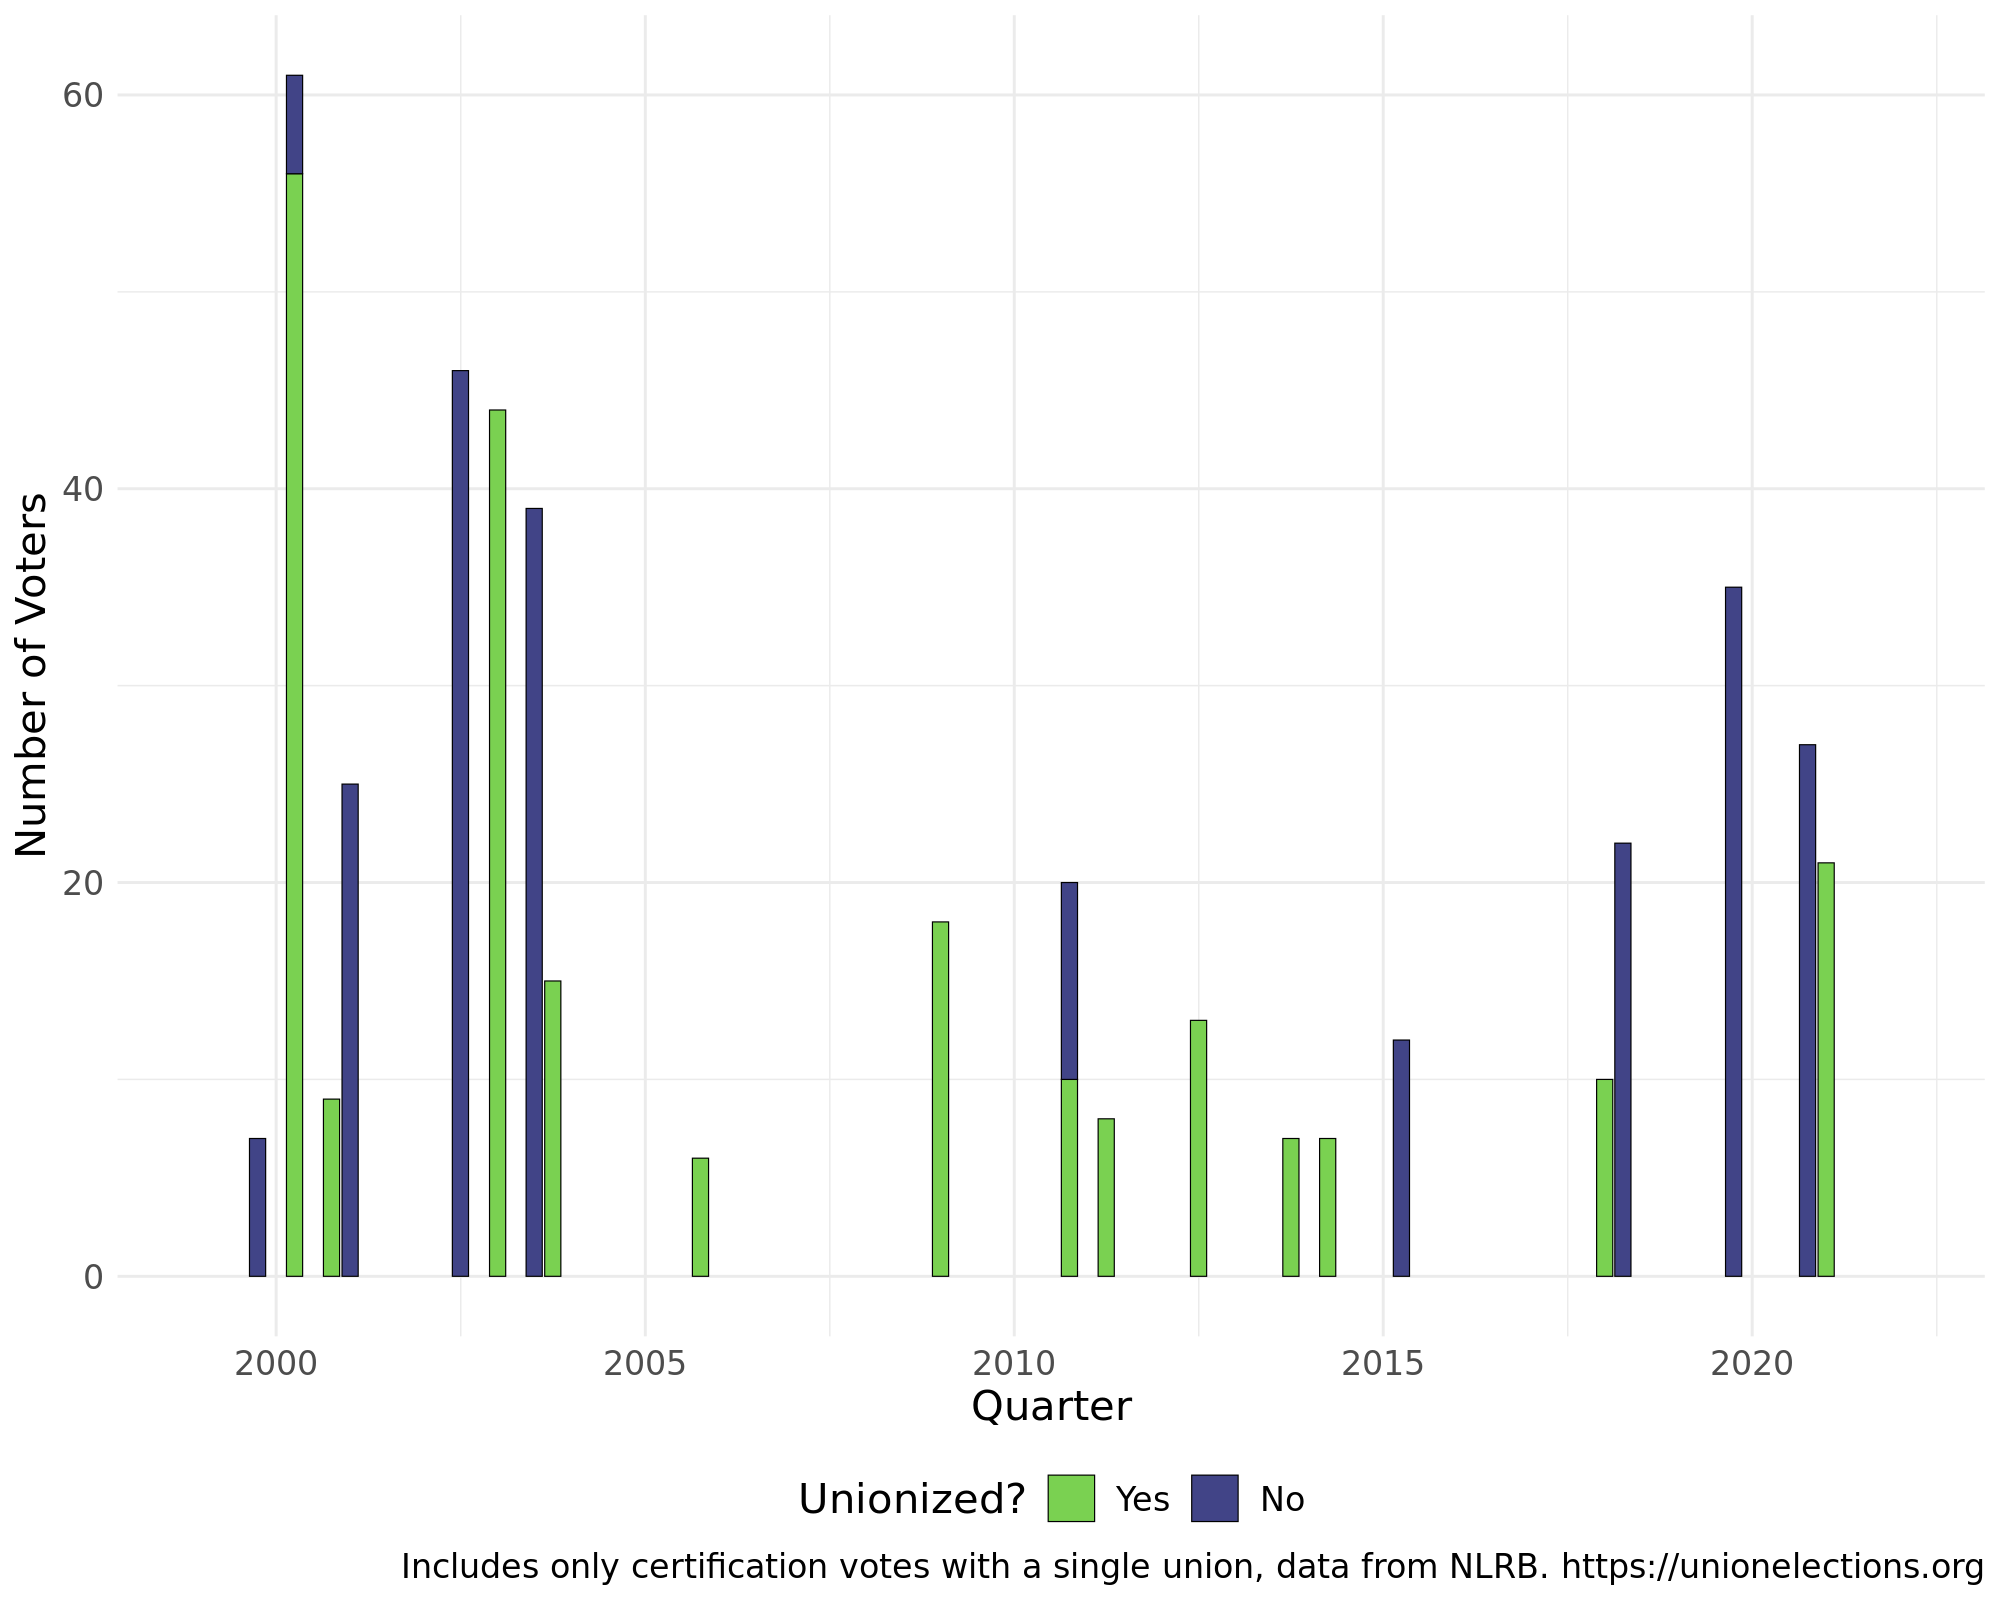 60
40
20
0
Number of Voters
2000 2005 2010 2015 2020
Quarter
Unionized? Yes No
Includes only certification votes with a single union, data from NLRB. https://unionelections.org